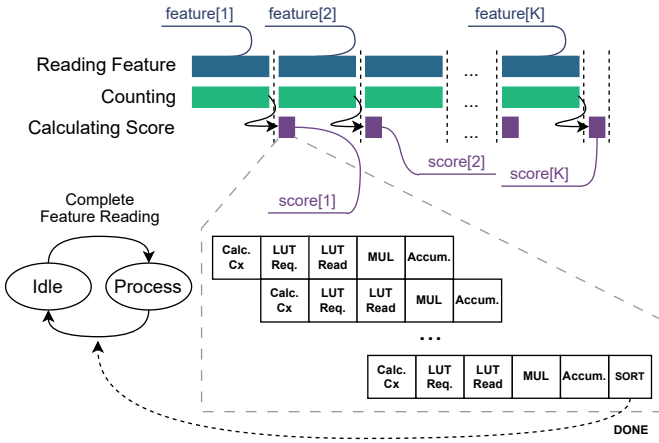 feature[1]
feature[2]
feature[K]
Reading Feature
...
Counting
...
Calculating Score
score[2]
score[K]
score[1]
Complete
Feature Reading
Idle
Process
Calc.
Cx
LUT
Req.
LUT
Read
MUL
Accum.
Calc.
Cx
LUT
Req.
LUT
Read
MUL
Accum.
...
Calc.
Cx
LUT
Req.
LUT
Read
MUL
Accum.
SORT
DONE